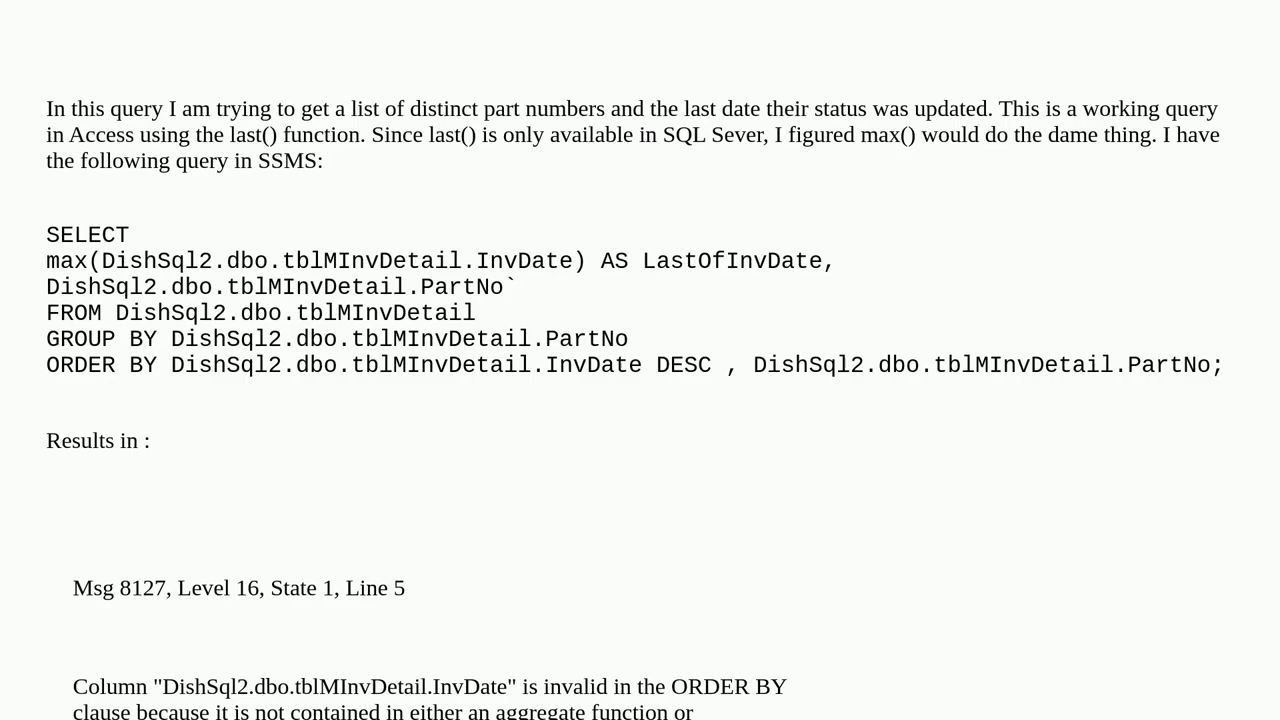 In this query I am trying to get a list of distinct part numbers and the last date their status was updated. This is a working query
in Access using the last() function. Since last() is only available in SQL Sever, I figured max() would do the dame thing. I have
the following query in SSMS:
SELECT
max(DishSql2.dbo.tblMInvDetail.InvDate) AS LastOfInvDate,
DishSql2.dbo.tblMInvDetail.PartNo`
FROM DishSql2.dbo.tblMInvDetail
GROUP BY DishSql2.dbo.tblMInvDetail.PartNo
ORDER BY DishSql2.dbo.tblMInvDetail.InvDate DESC , DishSql2.dbo.tblMInvDetail.PartNo;
Results in :
Msg 8127, Level 16, State 1, Line 5
Column "DishSql2.dbo.tblMInvDetail.InvDate" is invalid in the ORDER BY
clause because it is not contained in either an aggregate function or